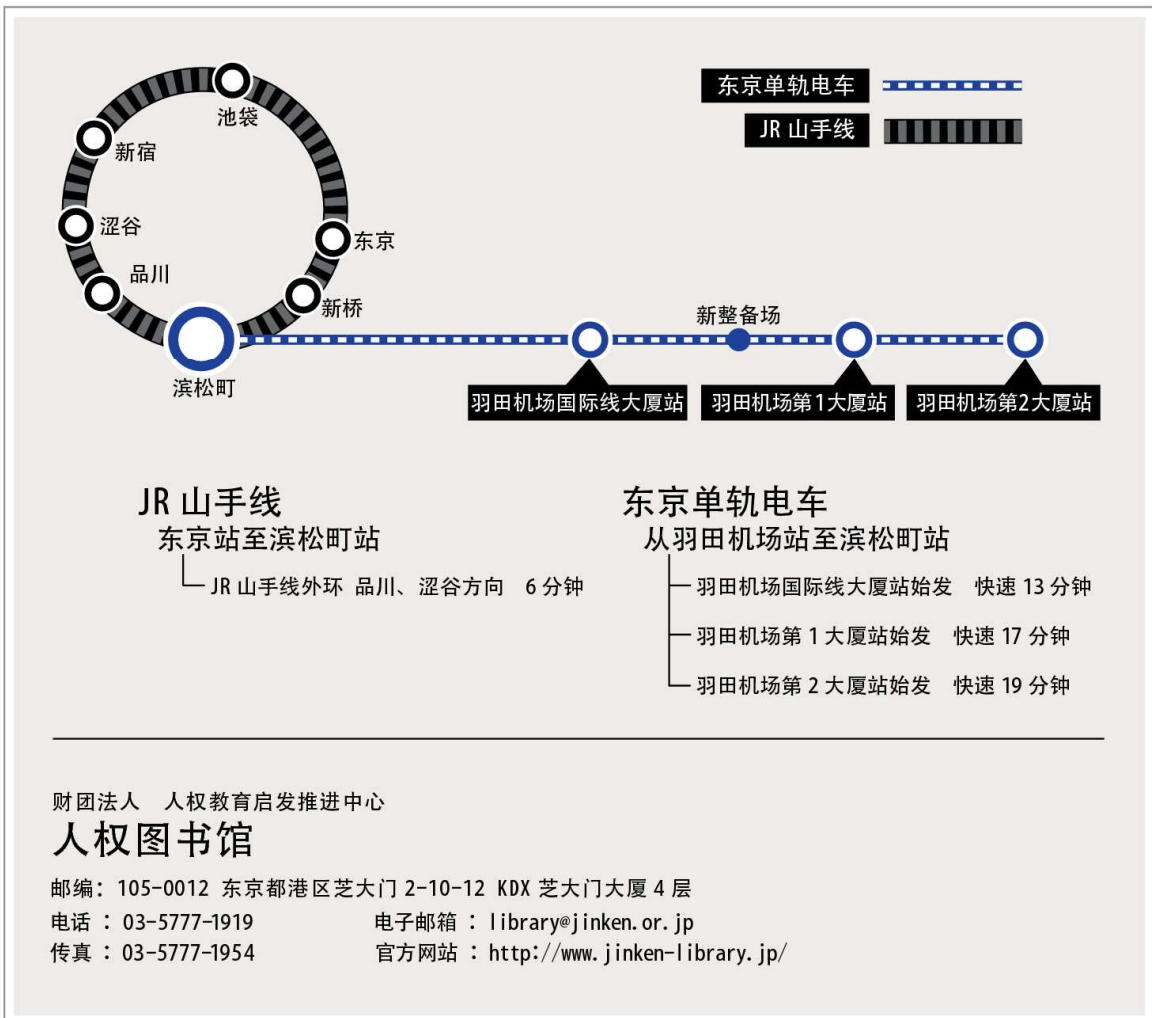 东京单轨电车
JR 山手线
池袋
新宿
涩谷
品川
东京
新桥
滨松町
新整备场
羽田机场国际线大厦站
羽田机场第1大厦站
羽田机场第2大厦站
JR 山手线
东京站至滨松町站
JR 山手线外环 品川、涩谷方向 6 分钟
东京单轨电车
从羽田机场站至滨松町站
羽田机场国际线大厦站始发 快速 13 分钟
羽田机场第 1 大厦站始发 快速 17 分钟
羽田机场第 2 大厦站始发 快速 19 分钟
财团法人 人权教育启发推进中心
人权图书馆
邮编：105-0012 东京都港区芝大门 2-10-12 KDX 芝大门大厦 4 层
电话 ：03-5777-1919 电子邮箱 ：library@jinken.or.jp
传真 ：03-5777-1954 官方网站 ：http://www.jinken-library.jp/